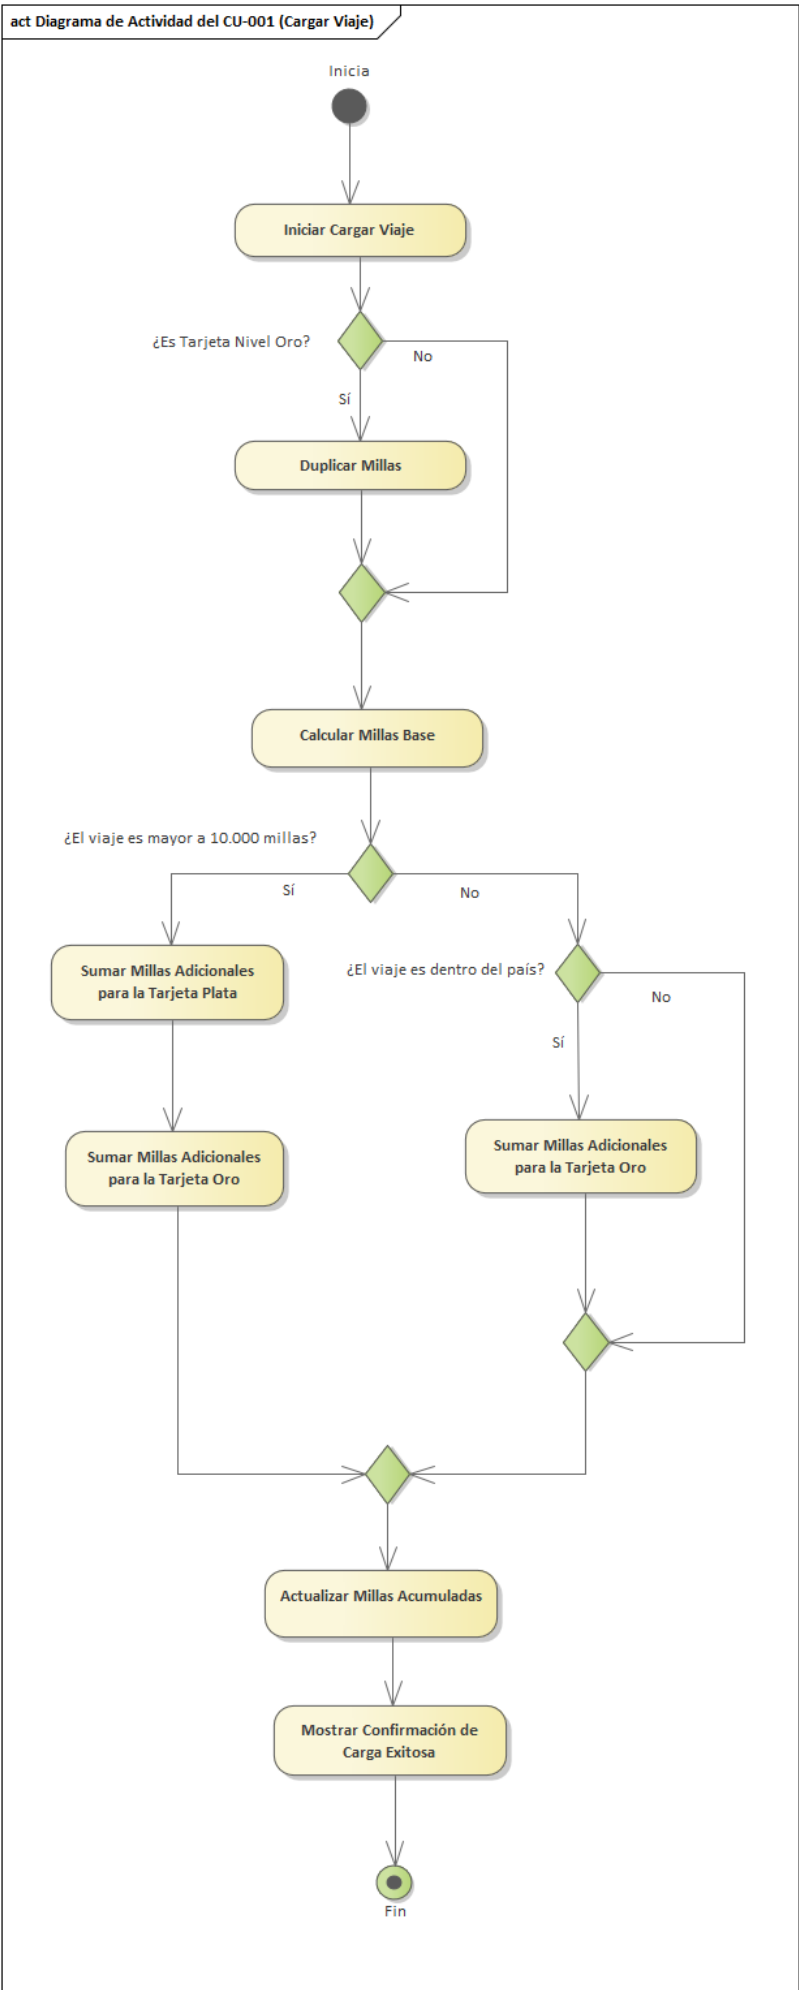 act Diagrama de Actividad del CU-001 (Cargar Viaje)
Inicia
Iniciar Cargar Viaje
¿Es Tarjeta Nivel Oro?
No
Sí
Duplicar Millas
Calcular Millas Base
¿El viaje es mayor a 10.000 millas?
Sí
No
Sumar Millas Adicionales
para la Tarjeta Plata
¿El viaje es dentro del país?
No
Sí
Sumar Millas Adicionales
para la Tarjeta Oro
Sumar Millas Adicionales
para la Tarjeta Oro
Actualizar Millas Acumuladas
Mostrar Confirmación de
Carga Exitosa
Fin